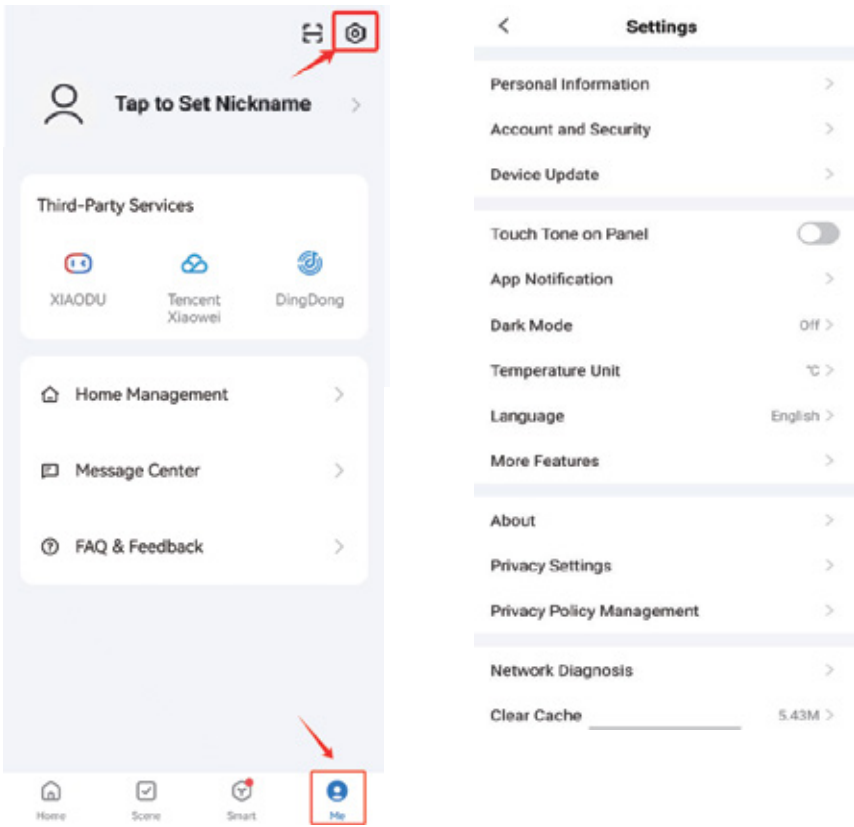 Tap to Set Nickname
Third-Party Services
XIAODU
Tencent
Xiaowei
DingDong
Home Management
Message Center
FAQ & Feedback
Home
Scene
Smart
Me
Settings
Personal Information
Account and Security
Device Update
Touch Tone on Panel
App Notification
Dark Mode Off
Temperature Unit ℃
Language English
More Features
About
Privacy Settings
Privacy Policy Management
Network Diagnosis
Clear Cache 5.43M